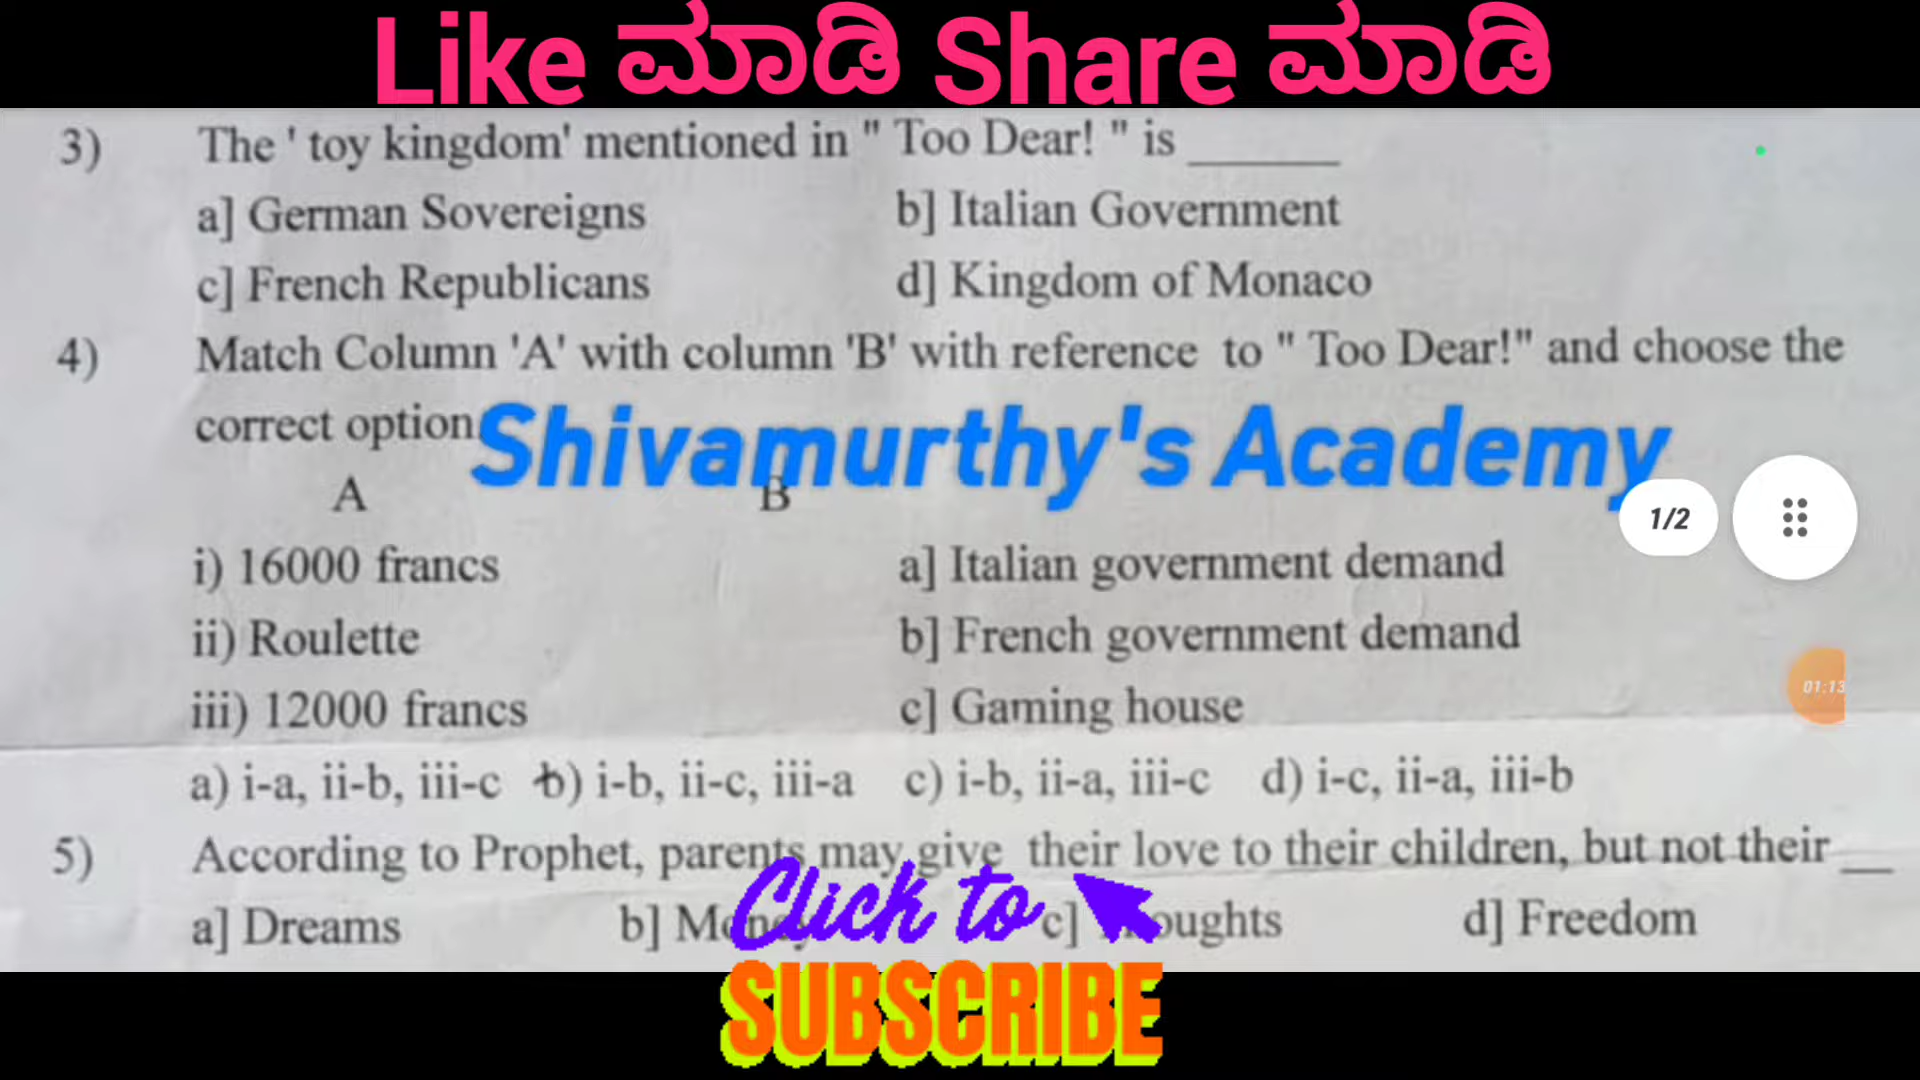 Like ಮಾಡಿ Share ಮಾಡಿ
3) The ' toy kingdom' mentioned in " Too Dear! " is ______
a] German Sovereigns b] Italian Government
c] French Republicans d] Kingdom of Monaco
4) Match Column 'A' with column 'B' with reference to " Too Dear!" and choose the
correct option
Shivamurthy's Academy
A B
1/2
i) 16000 francs a] Italian government demand
ii) Roulette b] French government demand
iii) 12000 francs c] Gaming house
01:13
a) i-a, ii-b, iii-c b) i-b, ii-c, iii-a c) i-b, ii-a, iii-c d) i-c, ii-a, iii-b
5) According to Prophet, parents may give their love to their children, but not their __
a] Dreams b] c] d] Freedom
Click to
SUBSCRIBE